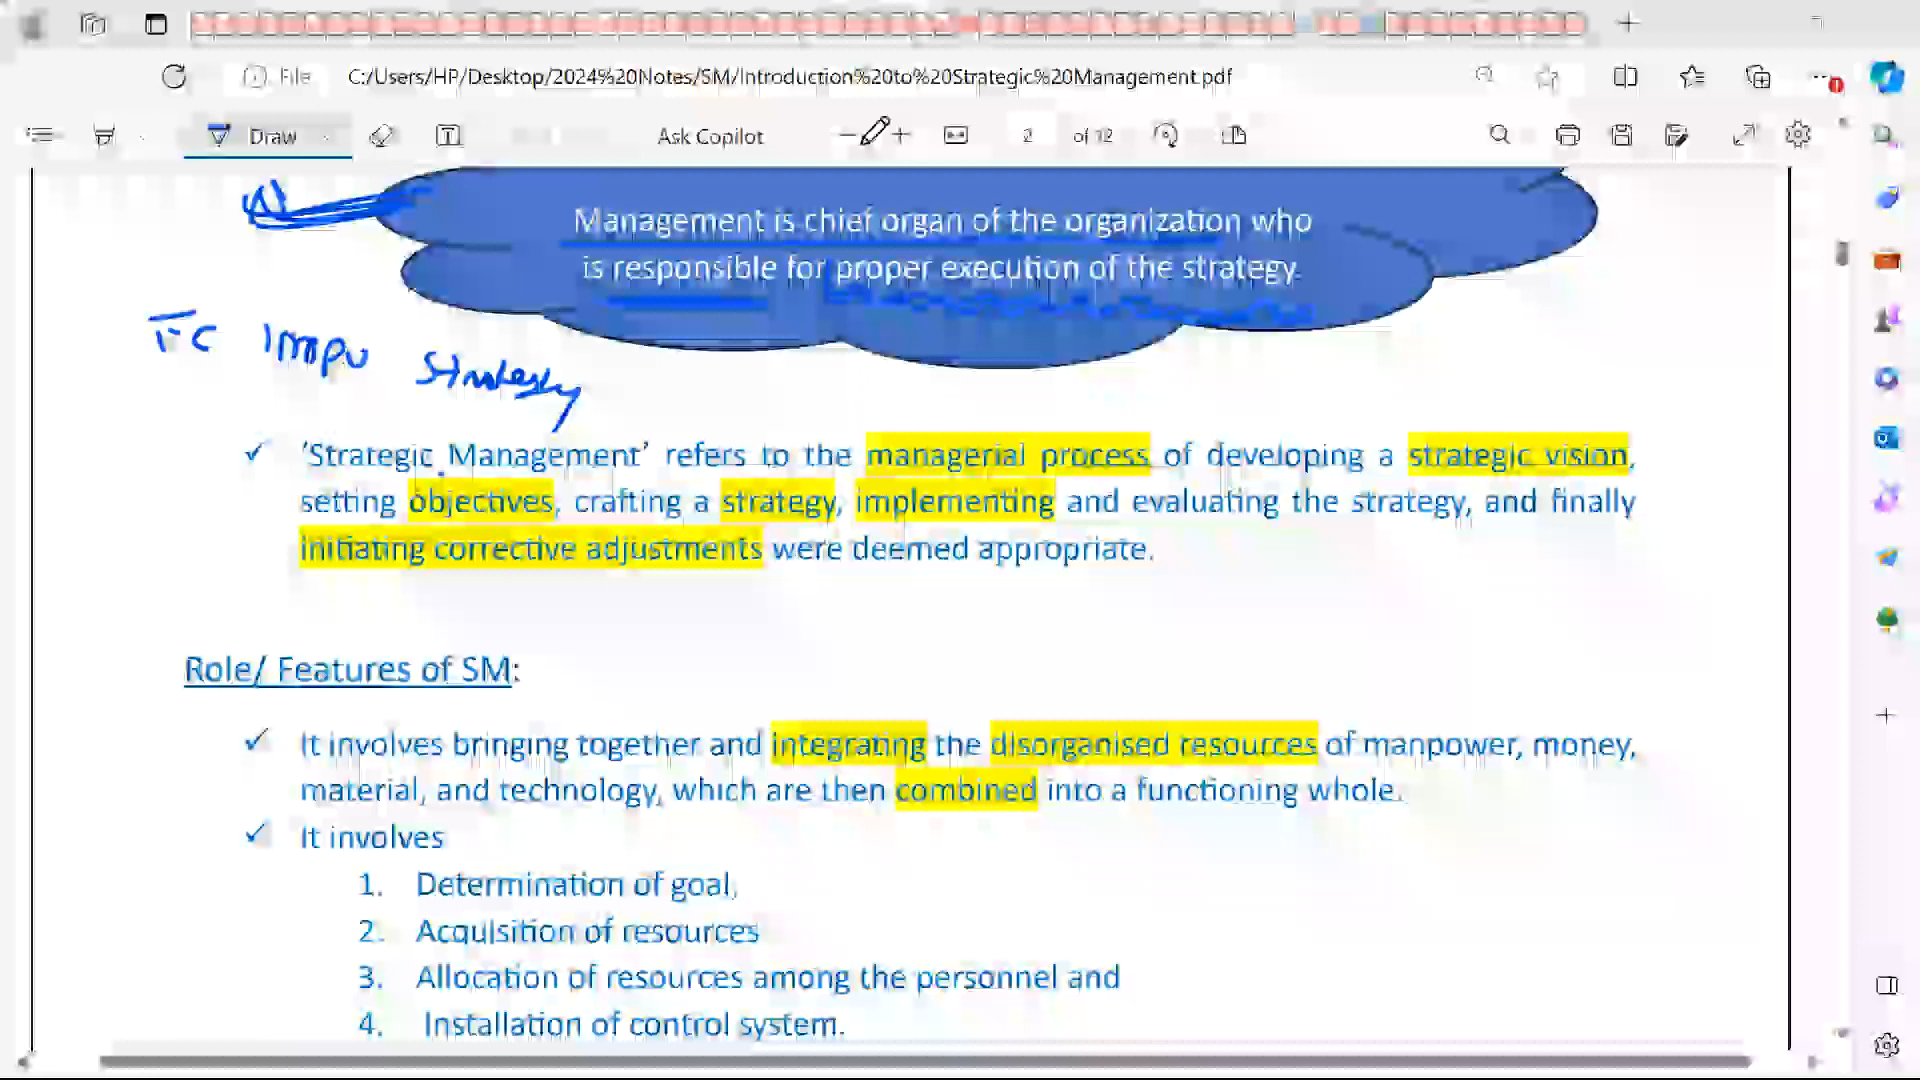 File C:/Users/HP/Desktop/2024%20Notes/SM/Introduction%20to%20Strategic%20Management.pdf
Draw Ask Copilot 2 of 12
Management is chief organ of the organization who
is responsible for proper execution of the strategy.
Strategy
‘Strategic Management’ refers to the managerial process of developing a strategic vision,
setting objectives, crafting a strategy, implementing and evaluating the strategy, and finally
initiating corrective adjustments were deemed appropriate.
Role/ Features of SM:
It involves bringing together and integrating the disorganised resources of manpower, money,
material, and technology, which are then combined into a functioning whole.
It involves
1. Determination of goal,
2. Acquisition of resources
3. Allocation of resources among the personnel and
4. Installation of control system.